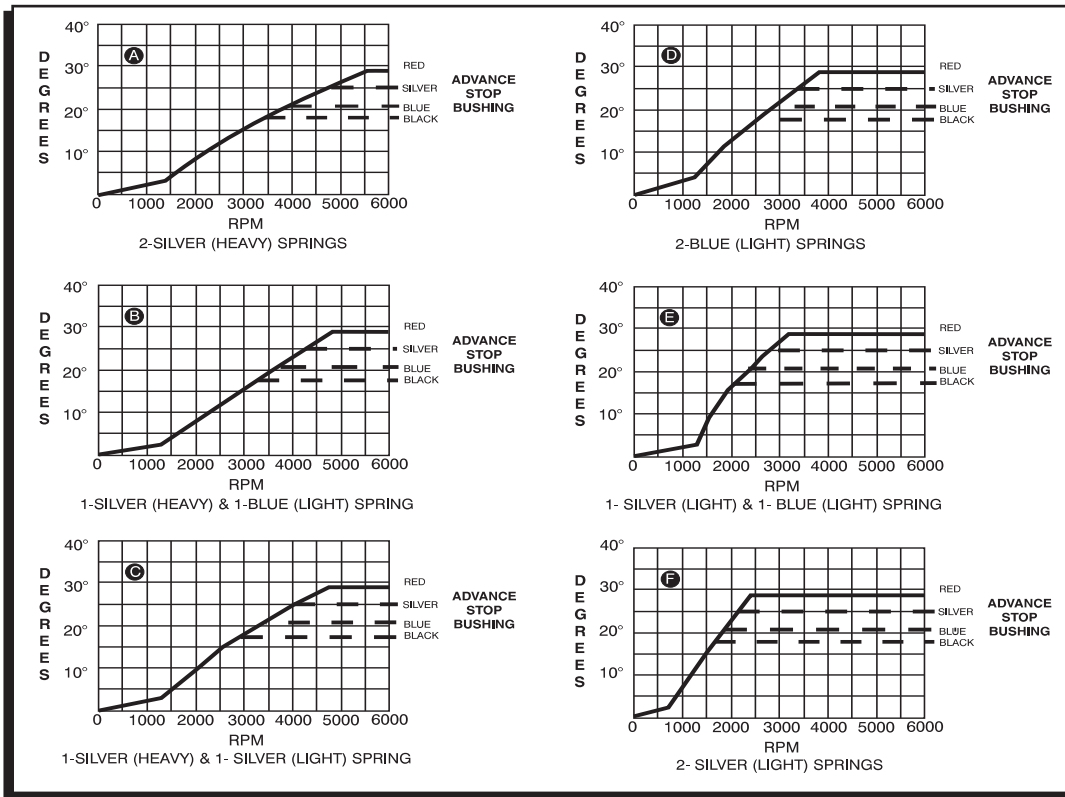 A
DEGREES
40°
30°
20°
10°
0 1000 2000 3000 4000 5000 6000
RPM
RED
SILVER
BLUE
BLACK
ADVANCE
STOP
BUSHING
2-SILVER (HEAVY) SPRINGS
D
DEGREES
40°
30°
20°
10°
0 1000 2000 3000 4000 5000 6000
RPM
RED
SILVER
BLUE
BLACK
ADVANCE
STOP
BUSHING
2-BLUE (LIGHT) SPRINGS
B
DEGREES
40°
30°
20°
10°
0 1000 2000 3000 4000 5000 6000
RPM
RED
SILVER
BLUE
BLACK
ADVANCE
STOP
BUSHING
1-SILVER (HEAVY) & 1-BLUE (LIGHT) SPRING
E
DEGREES
40°
30°
20°
10°
0 1000 2000 3000 4000 5000 6000
RPM
RED
SILVER
BLUE
BLACK
ADVANCE
STOP
BUSHING
1- SILVER (LIGHT) & 1- BLUE (LIGHT) SPRING
C
DEGREES
40°
30°
20°
10°
0 1000 2000 3000 4000 5000 6000
RPM
RED
SILVER
BLUE
BLACK
ADVANCE
STOP
BUSHING
1-SILVER (HEAVY) & 1- SILVER (LIGHT) SPRING
F
DEGREES
40°
30°
20°
10°
0 1000 2000 3000 4000 5000 6000
RPM
RED
SILVER
BLUE
BLACK
ADVANCE
STOP
BUSHING
2- SILVER (LIGHT) SPRINGS